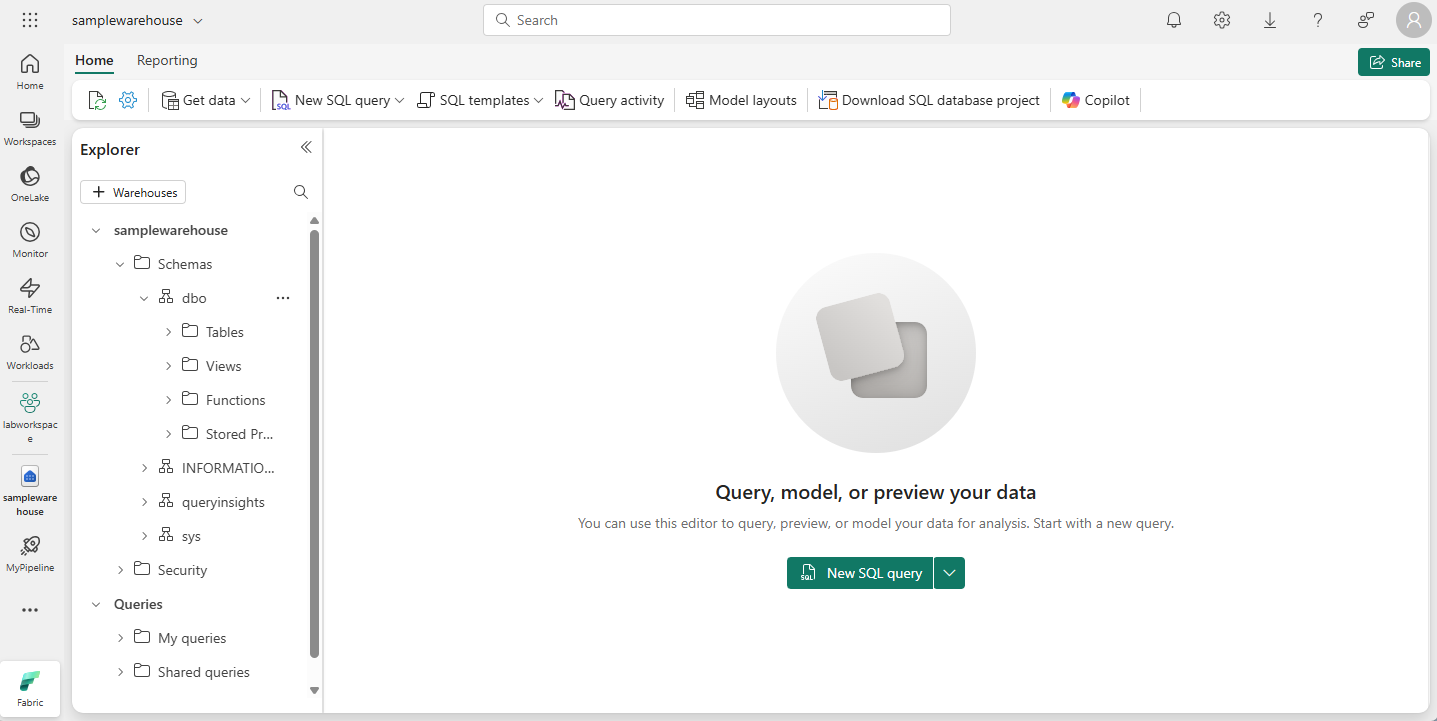 samplewarehouse
Search
Home
Reporting
Share
Get data
New SQL query
SQL templates
Query activity
Model layouts
Download SQL database project
Copilot
Home
Workspaces
OneLake
Monitor
Real-Time
Workloads
labworkspac
e
sampleware
house
MyPipeline
Fabric
Explorer
Warehouses
samplewarehouse
Schemas
dbo
Tables
Views
Functions
Stored Pr...
INFORMATIO...
queryinsights
sys
Security
Queries
My queries
Shared queries
Query, model, or preview your data
You can use this editor to query, preview, or model your data for analysis. Start with a new query.
New SQL query